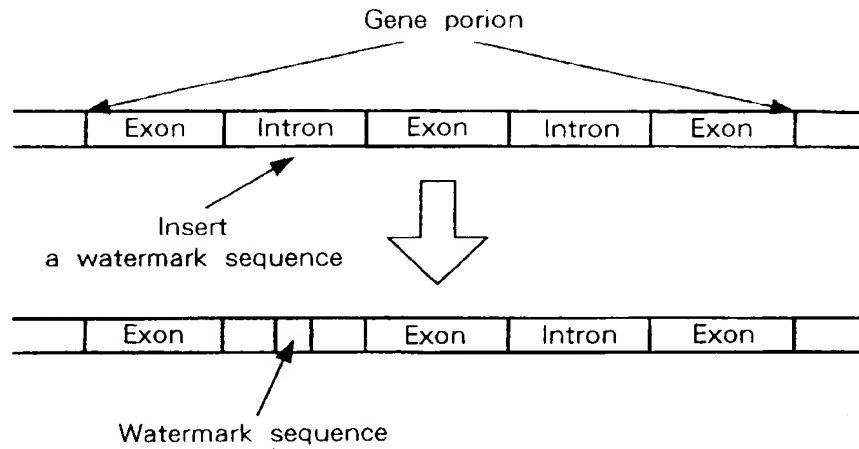 Gene porion
Exon Intron Exon Intron Exon
Insert
a watermark sequence
Exon Exon Intron Exon
Watermark sequence